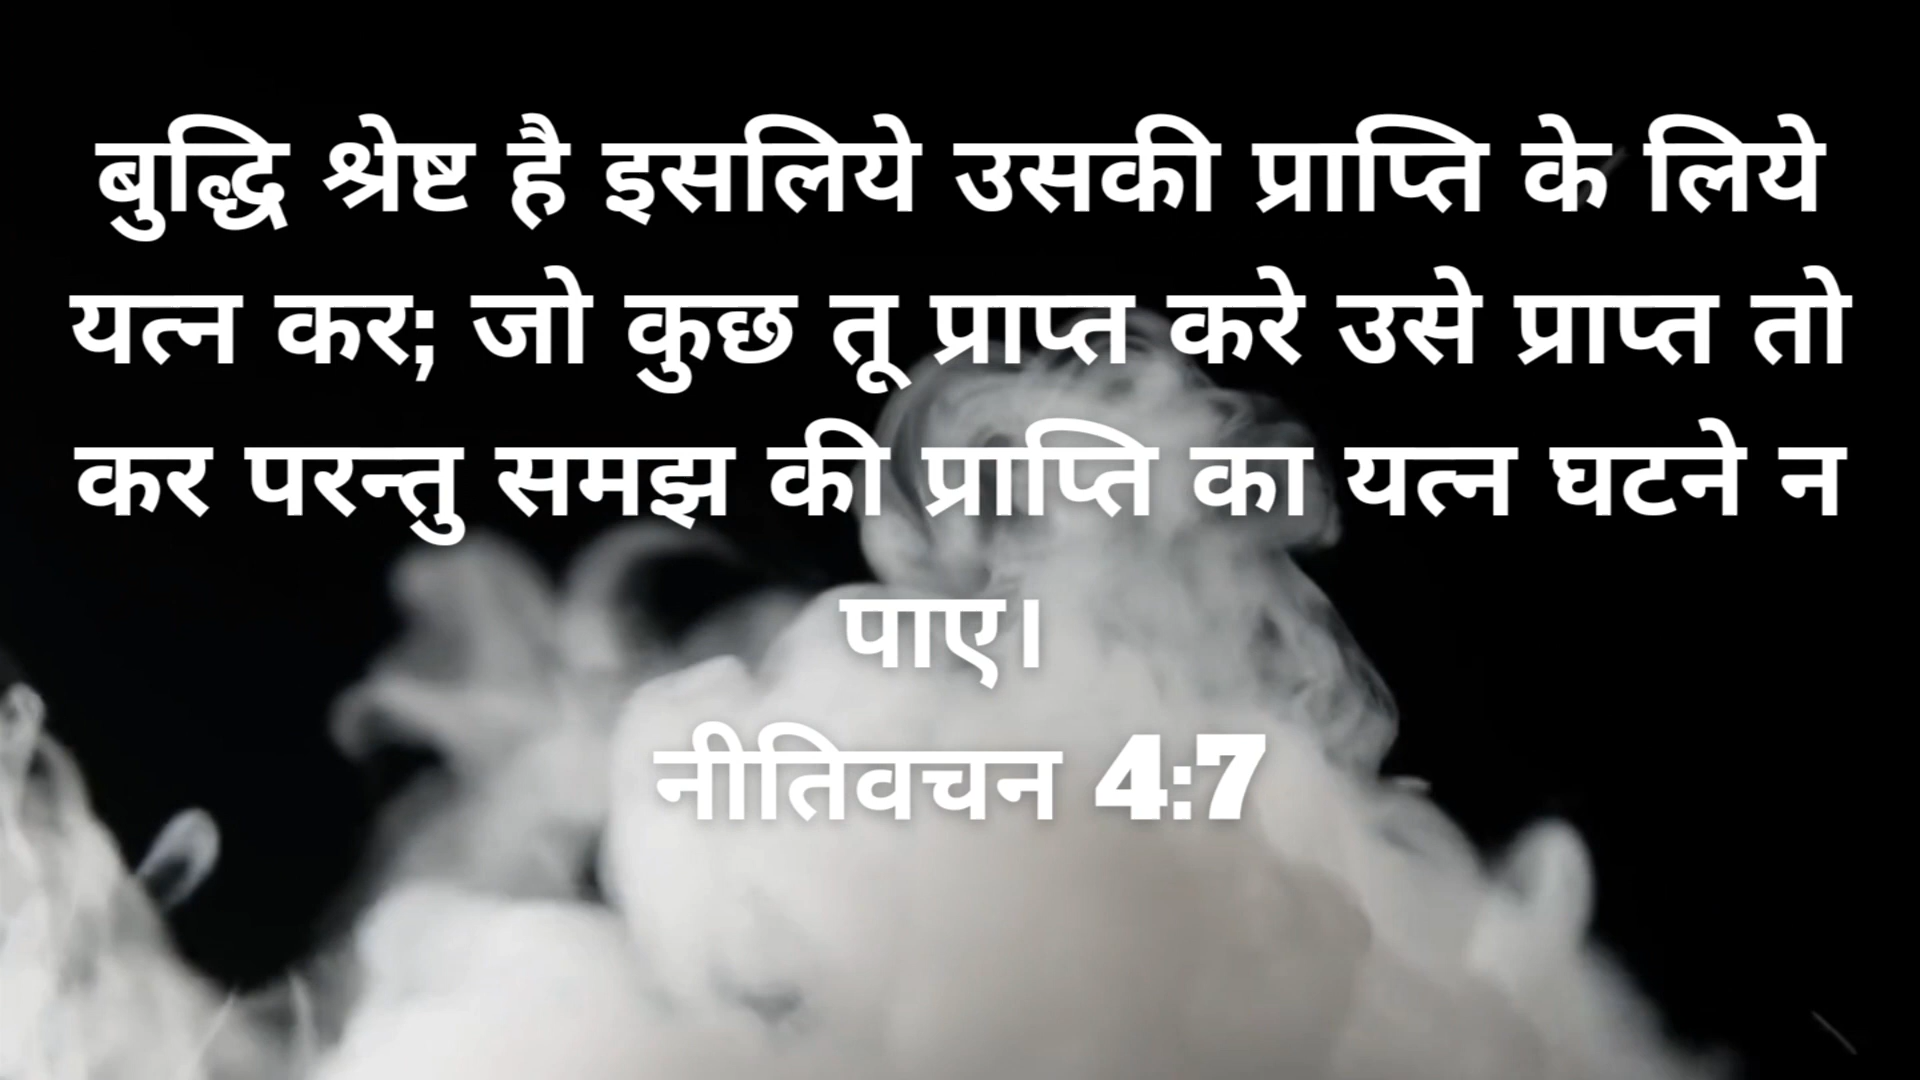 बुद्धि श्रेष्ट है इसलिये उसकी प्राप्ति के लिये
यत्न कर; जो कुछ तू प्राप्त करे उसे प्राप्त तो
कर परन्तु समझ की प्राप्ति का यत्न घटने न
पाए।
नीतिवचन 4:7